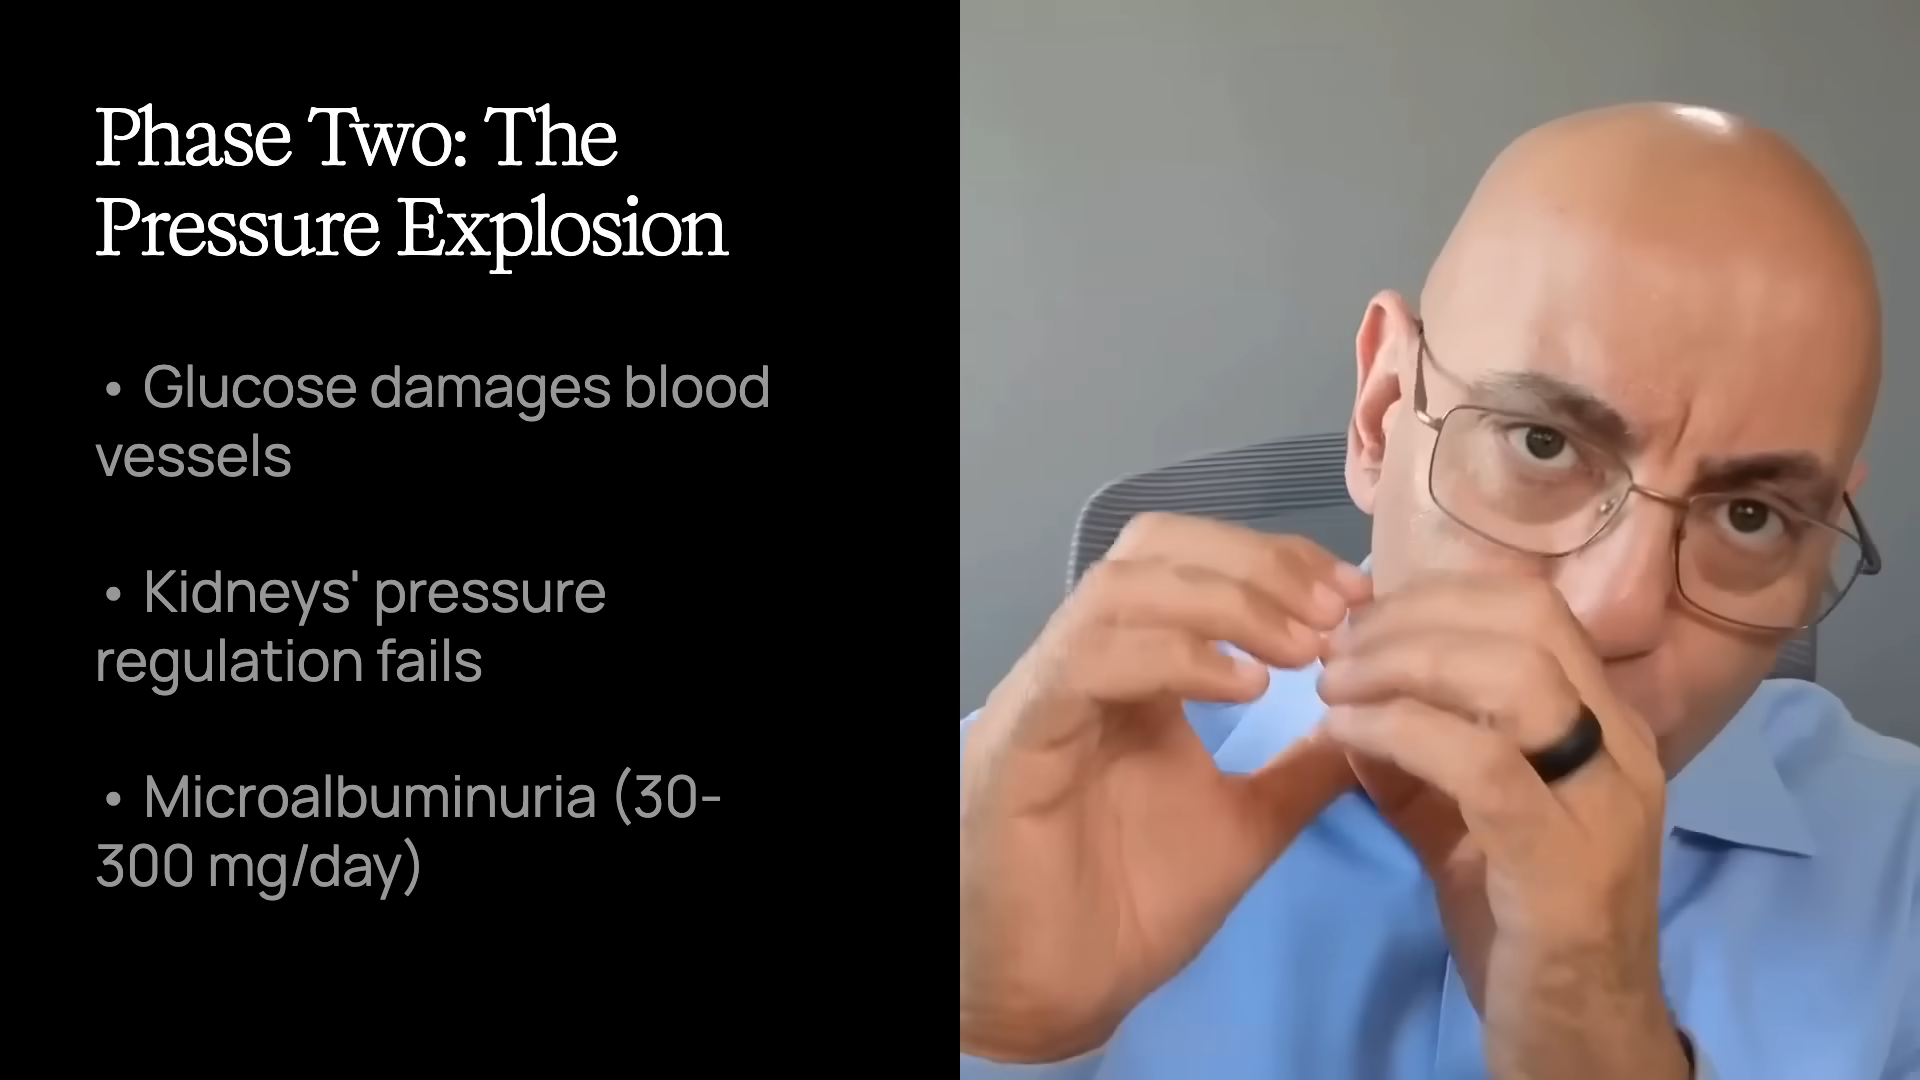 Phase Two: The
Pressure Explosion
• Glucose damages blood
vessels
• Kidneys' pressure
regulation fails
• Microalbuminuria (30-
300 mg/day)